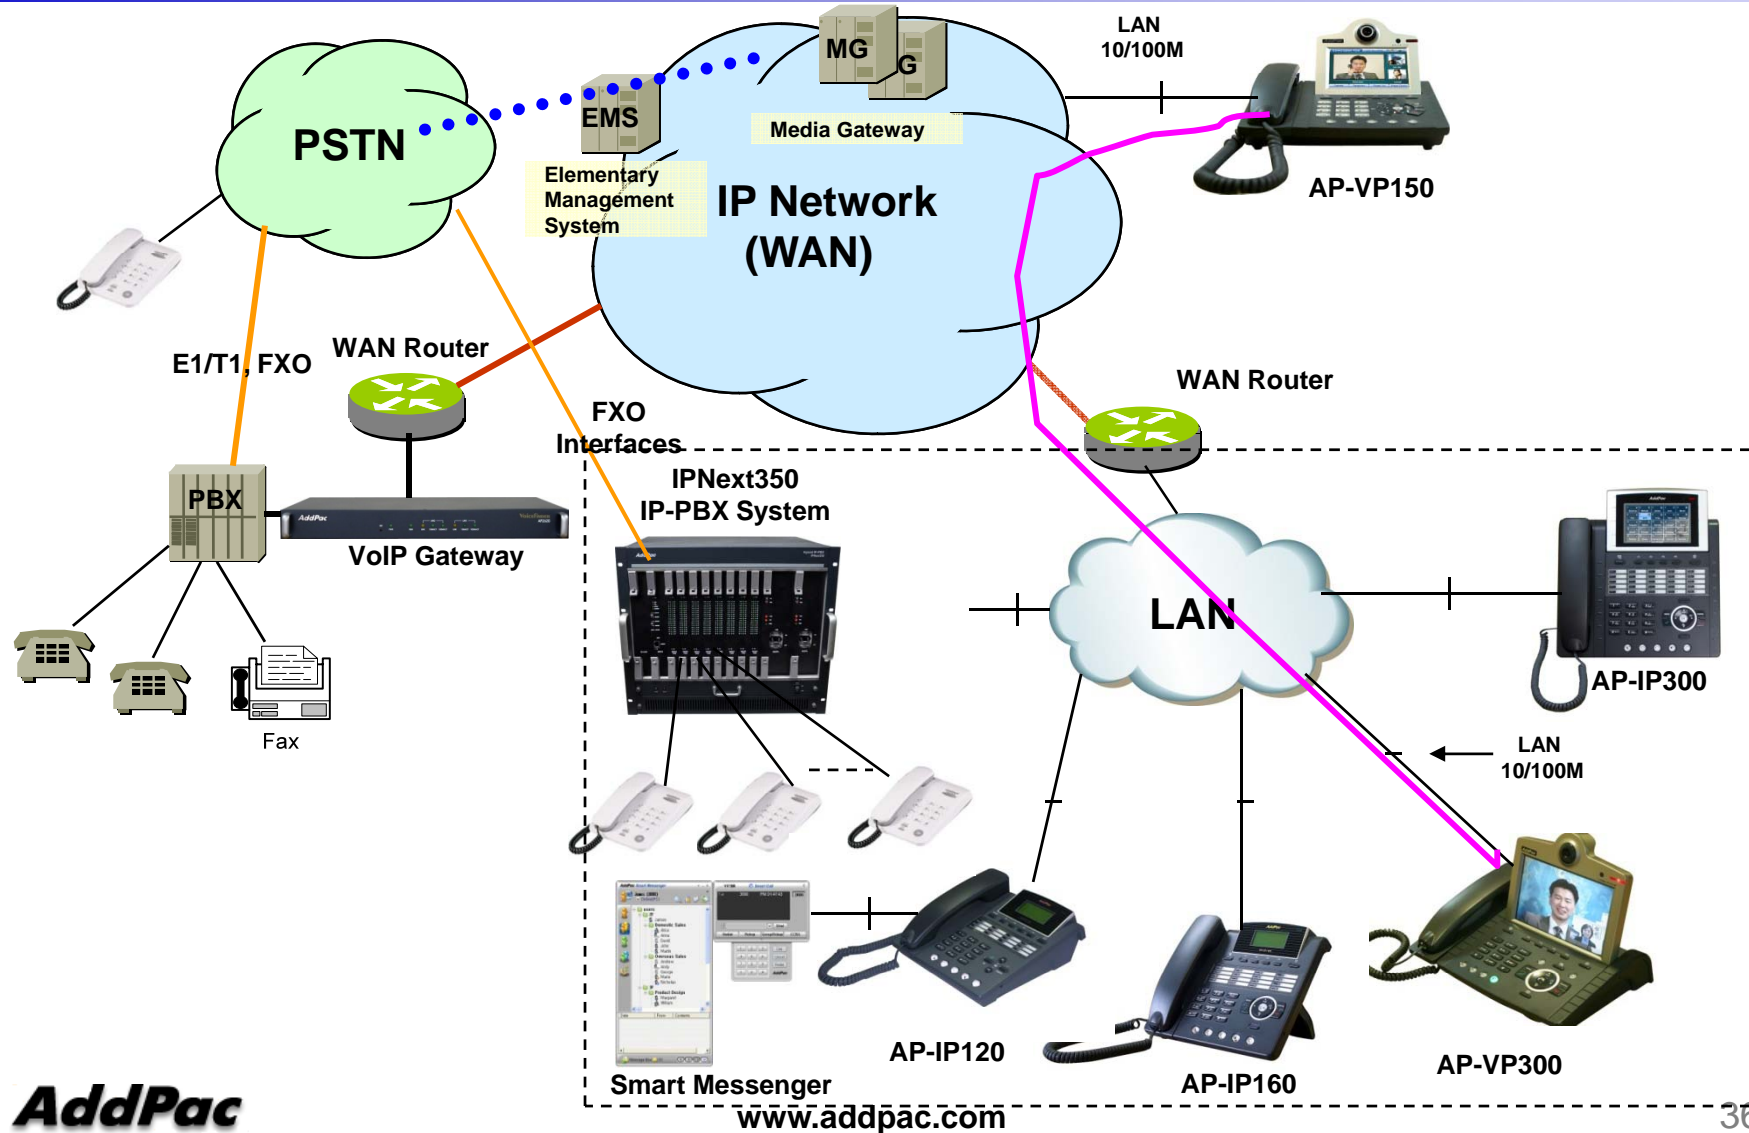 MG
G
LAN
10/100M
EMS
PSTN
Media Gateway
Elementary
Management
System
IP Network
(WAN)
AP-VP150
E1/T1, FXO
WAN Router
WAN Router
FXO
Interfaces
IPNext350
IP-PBX System
PBX
AddPac
VoIP Gateway
LAN
AP-IP300
Fax
LAN
10/100M
AP-IP120
AP-IP160
AP-VP300
Smart Messenger
AddPac
www.addpac.com
36